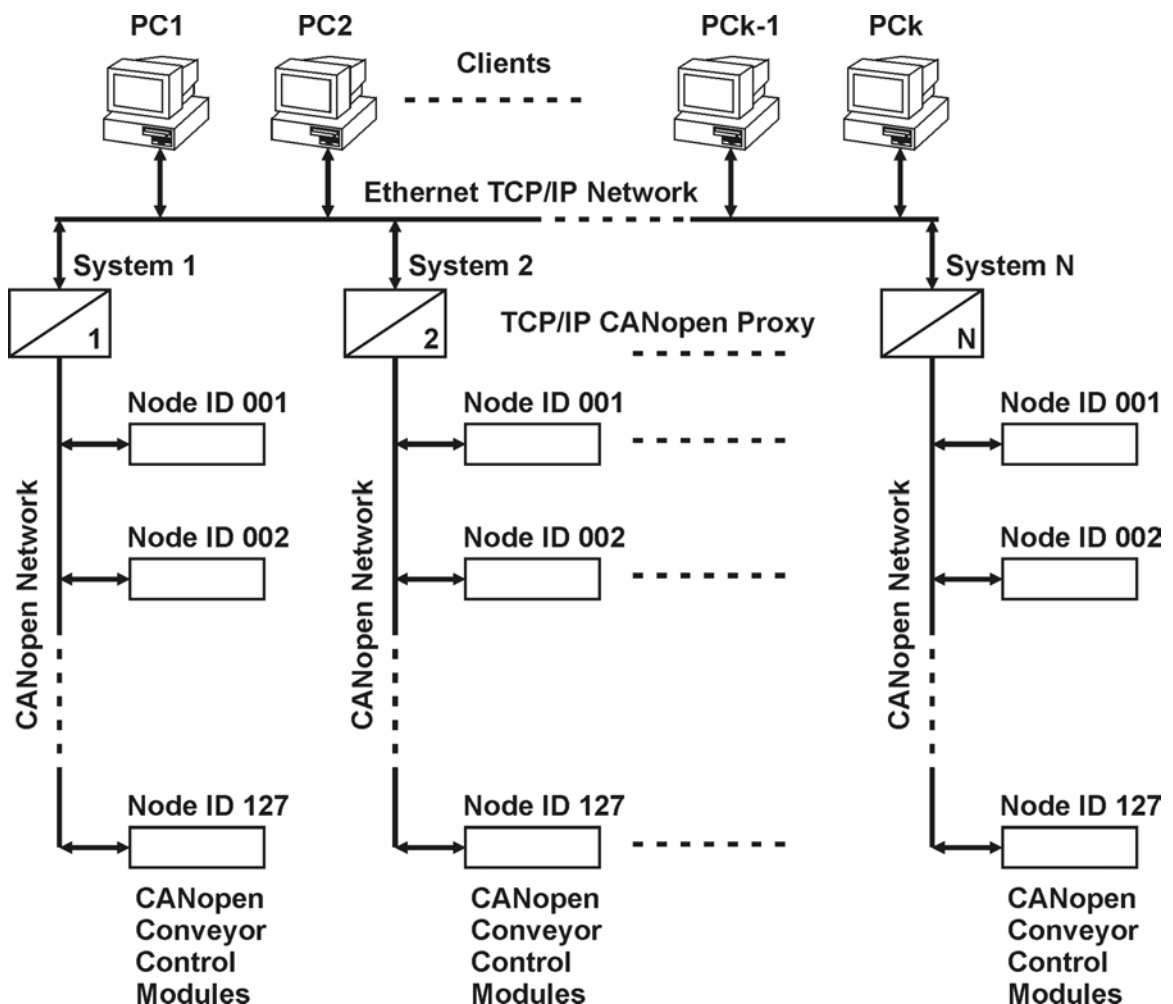 PC1
PC2
PCk-1
PCk
Clients
Ethernet TCP/IP Network
System 1
System 2
System N
1
2
TCP/IP CANopen Proxy
N
Node ID 001
Node ID 001
Node ID 001
Node ID 002
Node ID 002
Node ID 002
CANopen Network
CANopen Network
CANopen Network
Node ID 127
Node ID 127
Node ID 127
CANopen
Conveyor
Control
Modules
CANopen
Conveyor
Control
Modules
CANopen
Conveyor
Control
Modules